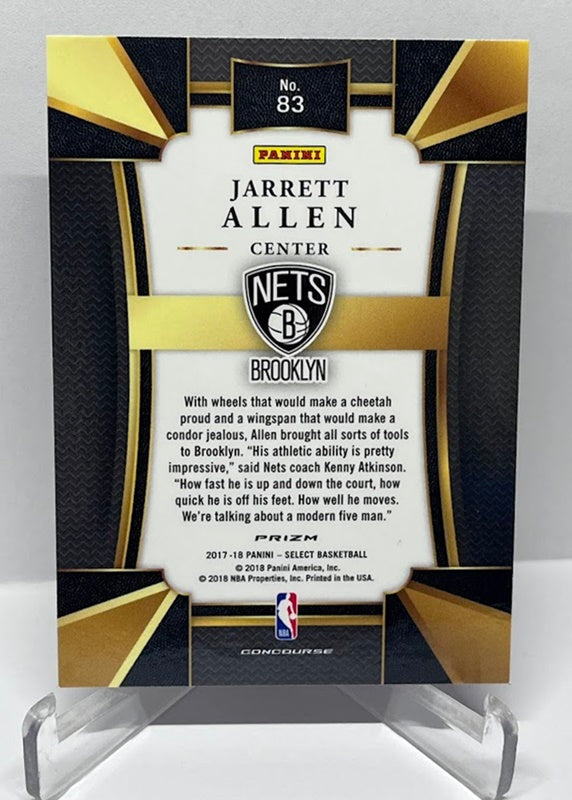 No.
83
PANINI
JARRETT
ALLEN
CENTER
NETS
B
BROOKLYN
With wheels that would make a cheetah
proud and a wingspan that would make a
condor jealous, Allen brought all sorts of tools
to Brooklyn. “His athletic ability is pretty
impressive,” said Nets coach Kenny Atkinson.
“How fast he is up and down the court, how
quick he is off his feet. How well he moves.
We're talking about a modern five man.”
PRIZM
2017-18 PANINI – SELECT BASKETBALL
© 2018 Panini America, Inc.
© 2018 NBA Properties, Inc. Printed in the USA.
NBA
CONCOURSE